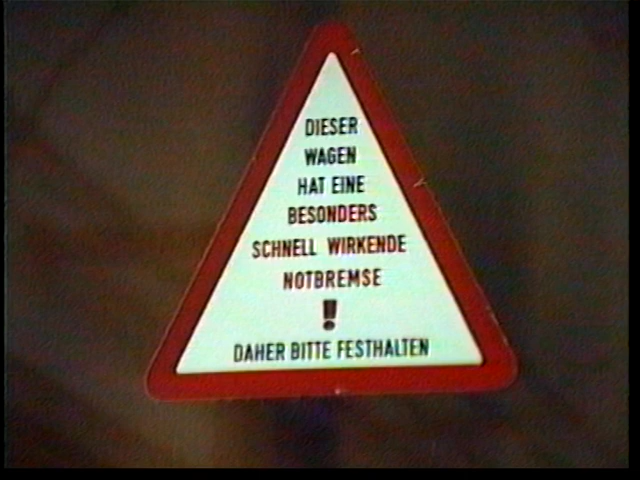 DIESER
WAGEN
HAT EINE
BESONDERS
SCHNELL WIRKENDE
NOTBREMSE
!
DAHER BITTE FESTHALTEN